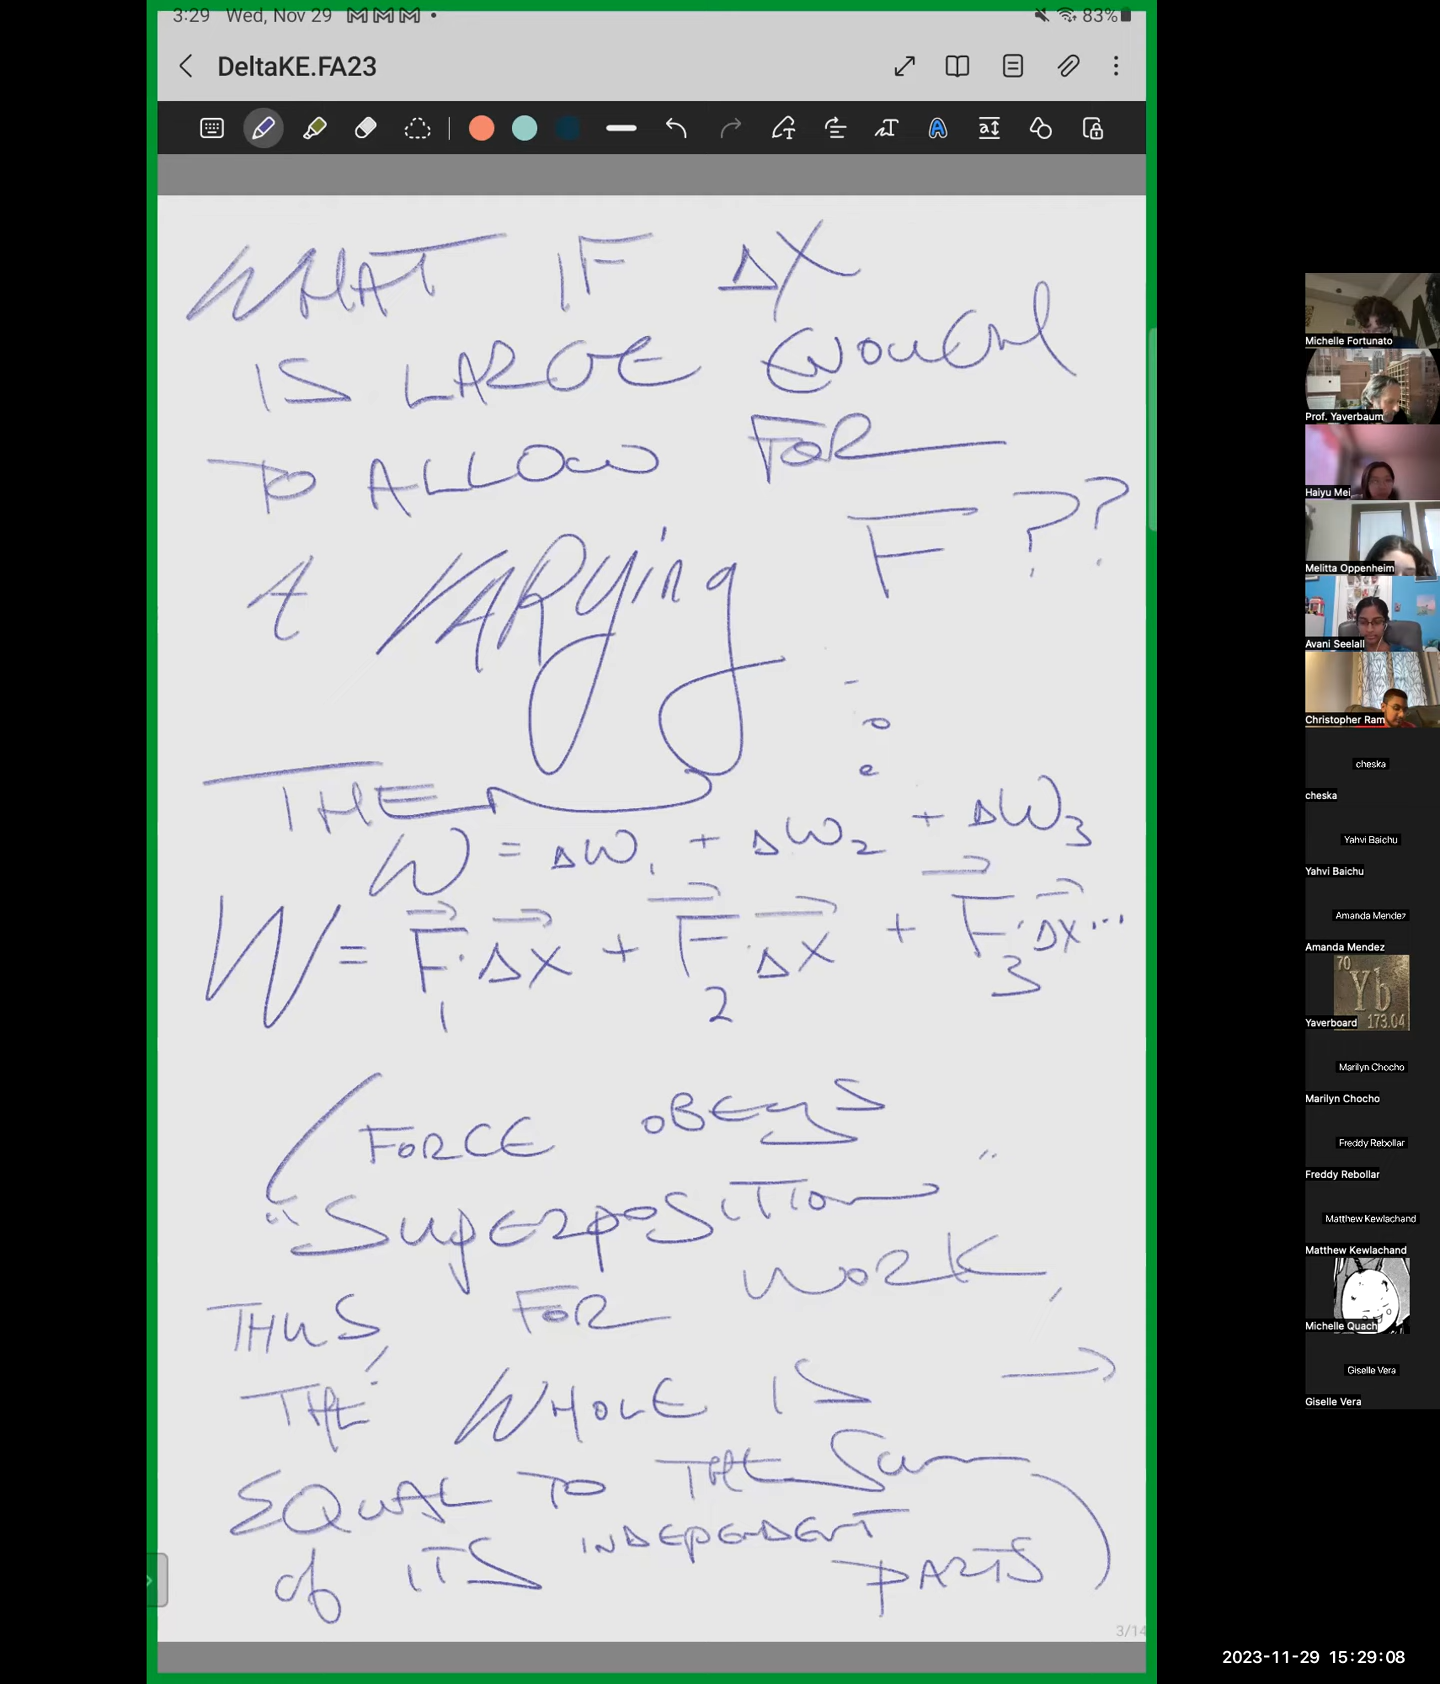 3:29 Wed, Nov 29 M M M •
83%
DeltaKE.FA23
WHAT IF ΔX
IS LARGE ENOUGH
TO ALLOW FOR
A VARYING F ??
THEN
W = ΔW₁ + ΔW₂ + ΔW₃
W = F⃗₁·Δx⃗ + F⃗₂·Δx⃗ + F⃗₃·Δx⃗...
(FORCE OBEYS
"SUPERPOSITION"
THUS, FOR WORK,
THE WHOLE IS →
EQUAL TO THE SUM
of ITS INDEPENDENT
PARTS)
3/14
Michelle Fortunato
Prof. Yaverbaum
Haiyu Mei
Melitta Oppenheim
Avani Seelall
Christopher Ram
cheska
cheska
Yahvi Baichu
Yahvi Baichu
Amanda Mendez
Amanda Mendez
70
Yb
173.04
Yaverboard
Marilyn Chocho
Marilyn Chocho
Freddy Rebollar
Freddy Rebollar
Matthew Kewlachand
Matthew Kewlachand
Michelle Quach
Giselle Vera
Giselle Vera
2023-11-29 15:29:08